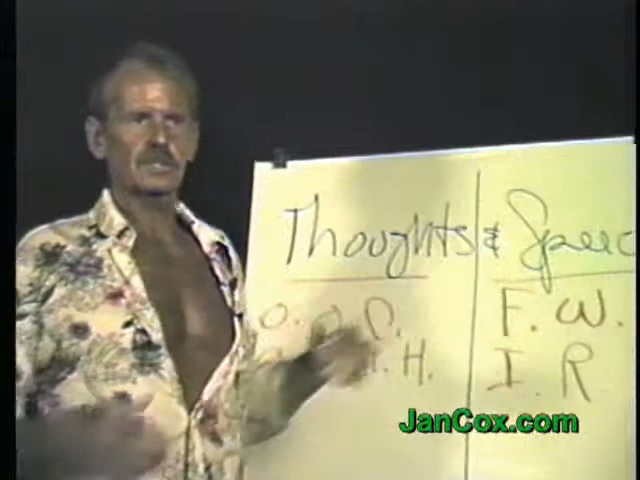 Thoughts & Speec
O. O. C. F. W.
H. I. R.
JanCox.com